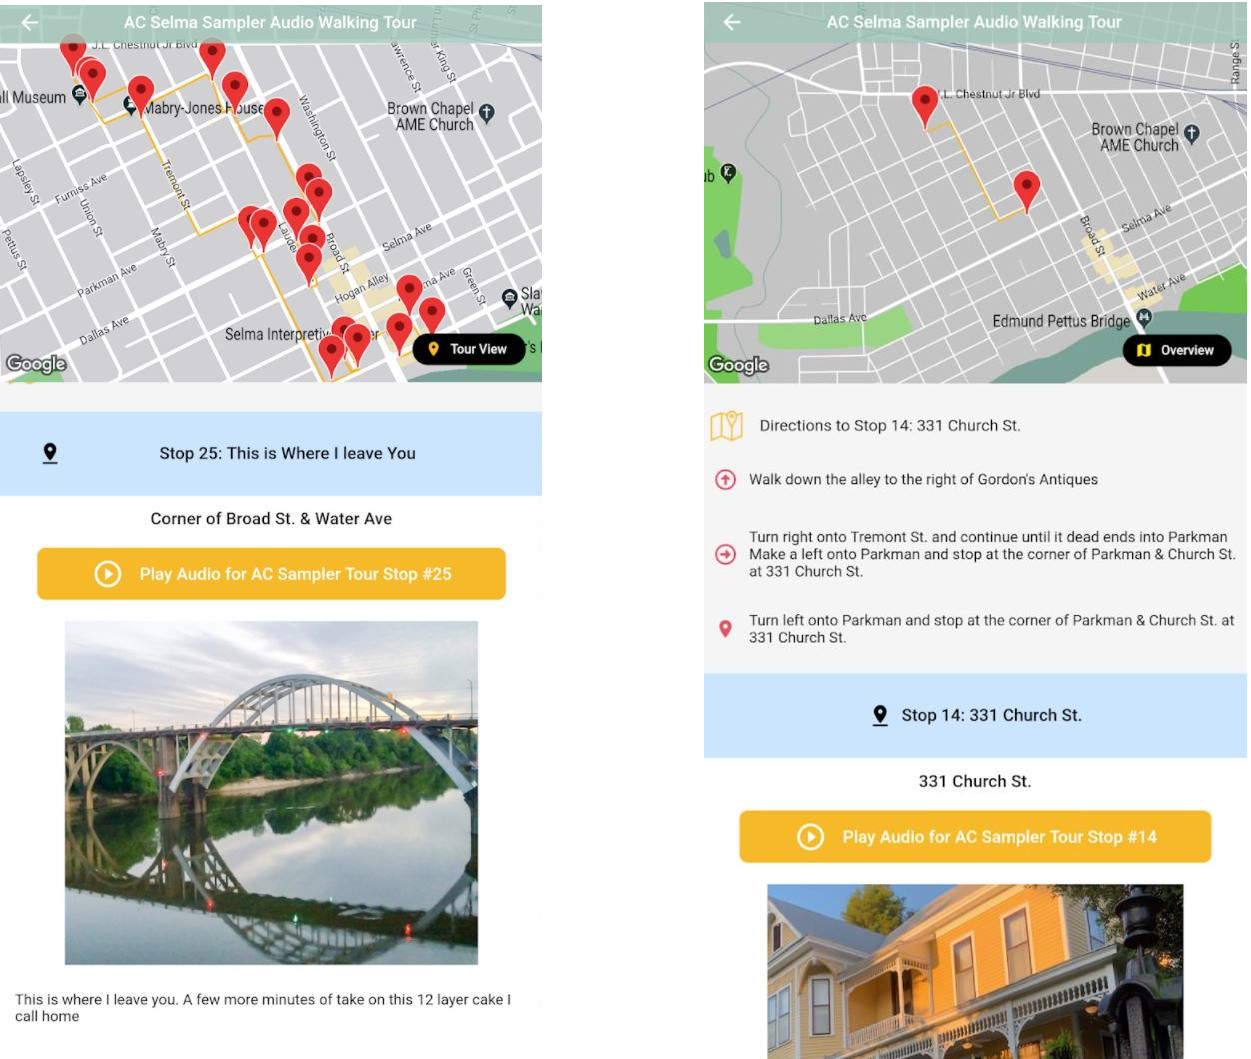 AC Selma Sampler Audio Walking Tour
J.L. Chestnut Jr Blvd
Museum
Mabry-Jones House
Brown Chapel
AME Church
Washington St
Lawrence St
er King St
Lapsley St
Furniss Ave
Union St
Tremont St
Mabry St
Pettus St
Parkman Ave
Dallas Ave
Broad St
Selma Ave
Hogan Alley
Green St
Selma Interpretiv
Google
Tour View
Stop 25: This is Where I leave You
Corner of Broad St. & Water Ave
Play Audio for AC Sampler Tour Stop #25
This is where I leave you. A few more minutes of take on this 12 layer cake I
call home
AC Selma Sampler Audio Walking Tour
Range S
J.L. Chestnut Jr Blvd
Brown Chapel
AME Church
ub
Broad St
Selma Ave
Water Ave
Dallas Ave
Edmund Pettus Bridge
Google
Overview
Directions to Stop 14: 331 Church St.
Walk down the alley to the right of Gordon's Antiques
Turn right onto Tremont St. and continue until it dead ends into Parkman
Make a left onto Parkman and stop at the corner of Parkman & Church St.
at 331 Church St.
Turn left onto Parkman and stop at the corner of Parkman & Church St. at
331 Church St.
Stop 14: 331 Church St.
331 Church St.
Play Audio for AC Sampler Tour Stop #14